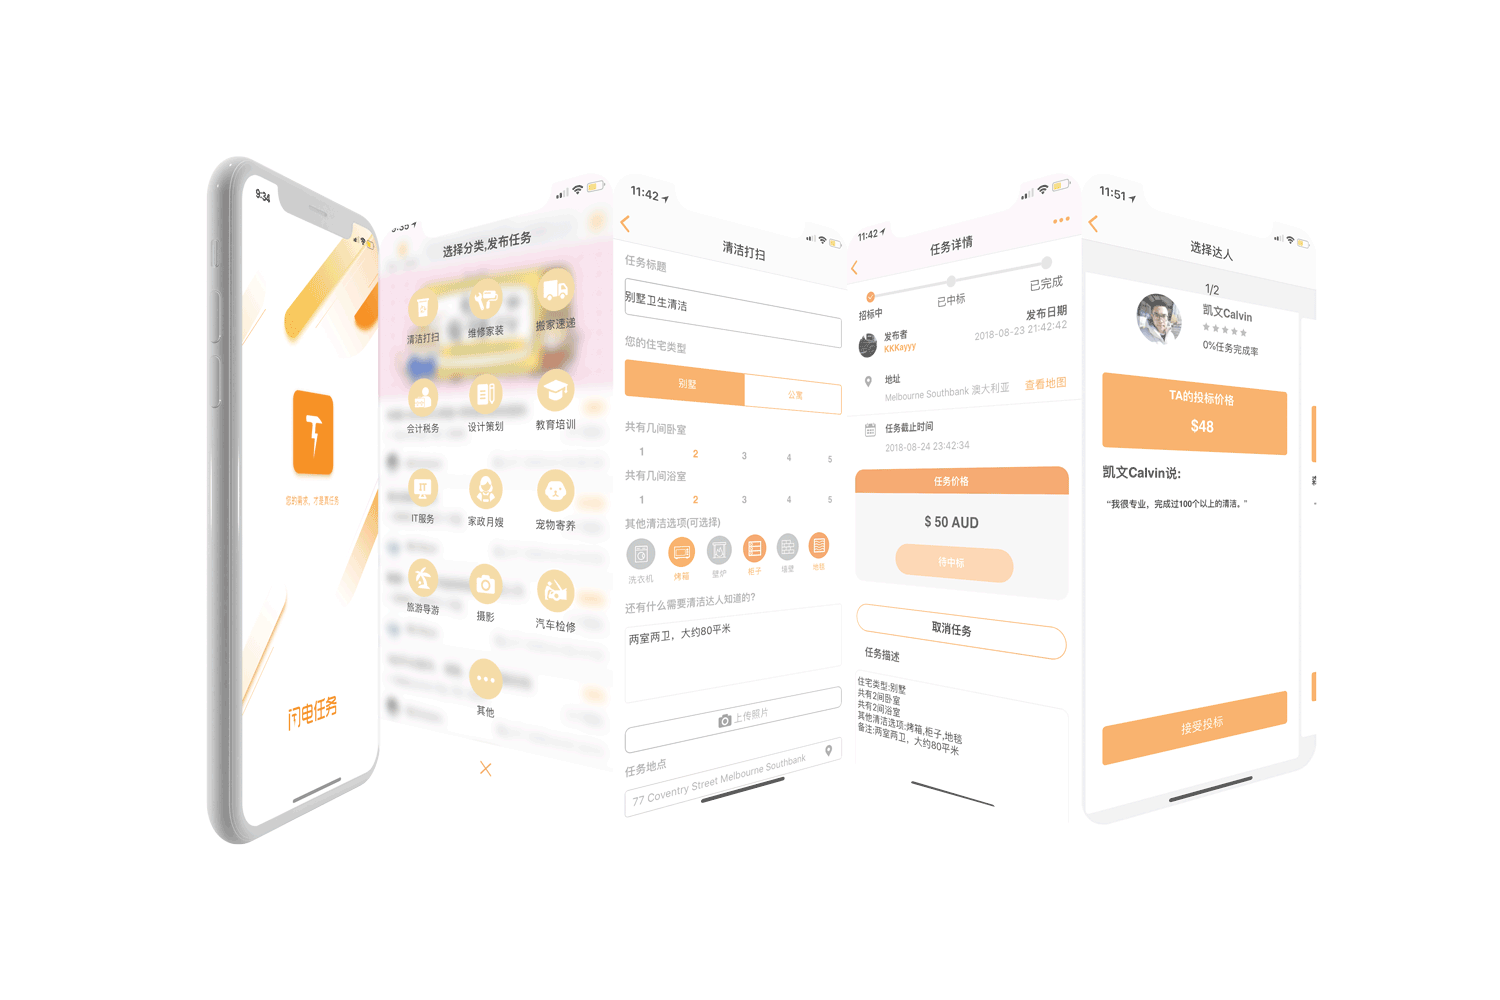 9:34
您的需求，才是真任务
闪电任务
9:35
选择分类,发布任务
清洁打扫
维修家装
搬家速递
会计税务
设计策划
教育培训
IT
IT服务
家政月嫂
宠物寄养
旅游导游
摄影
汽车检修
其他
11:42
清洁打扫
任务标题
别墅卫生清洁
您的住宅类型
别墅
公寓
共有几间卧室
1 2 3 4 5
共有几间浴室
1 2 3 4 5
其他清洁选项(可选择)
洗衣机 烤箱 壁炉 柜子 墙壁 地毯
还有什么需要清洁达人知道的?
两室两卫，大约80平米
上传照片
任务地点
77 Coventry Street Melbourne Southbank
11:42
任务详情
招标中
已中标
已完成
发布者
KKKayyy
发布日期
2018-08-23 21:42:42
地址
Melbourne Southbank 澳大利亚
查看地图
任务截止时间
2018-08-24 23:42:34
任务价格
$ 50 AUD
待中标
取消任务
任务描述
住宅类型:别墅
共有2间卧室
共有2间浴室
其他清洁选项:烤箱,柜子,地毯
备注:两室两卫，大约80平米
11:51
选择达人
1/2
凯文Calvin
0%任务完成率
TA的投标价格
$48
凯文Calvin说:
“我很专业，完成过100个以上的清洁。”
接受投标